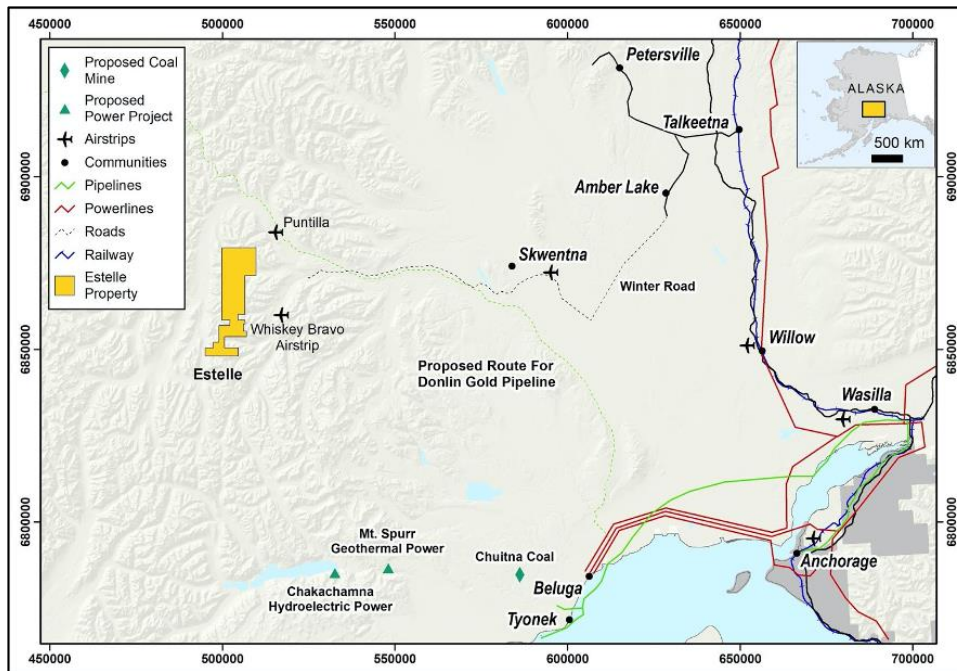 450000 500000 550000 600000 650000 700000
Proposed Coal
Mine
Proposed
Power Project
Airstrips
Communities
Pipelines
Powerlines
Roads
Railway
Estelle
Property
Petersville
Talkeetna
ALASKA
500 km
6900000
6900000
Amber Lake
Puntilla
Skwentna
Winter Road
Whiskey Bravo
Airstrip
Estelle
6850000
6850000
Willow
Proposed Route For
Donlin Gold Pipeline
Wasilla
6800000
6800000
Mt. Spurr
Geothermal Power
Chuitna Coal
Anchorage
Chakachamna
Hydroelectric Power
Beluga
Tyonek
450000 500000 550000 600000 650000 700000